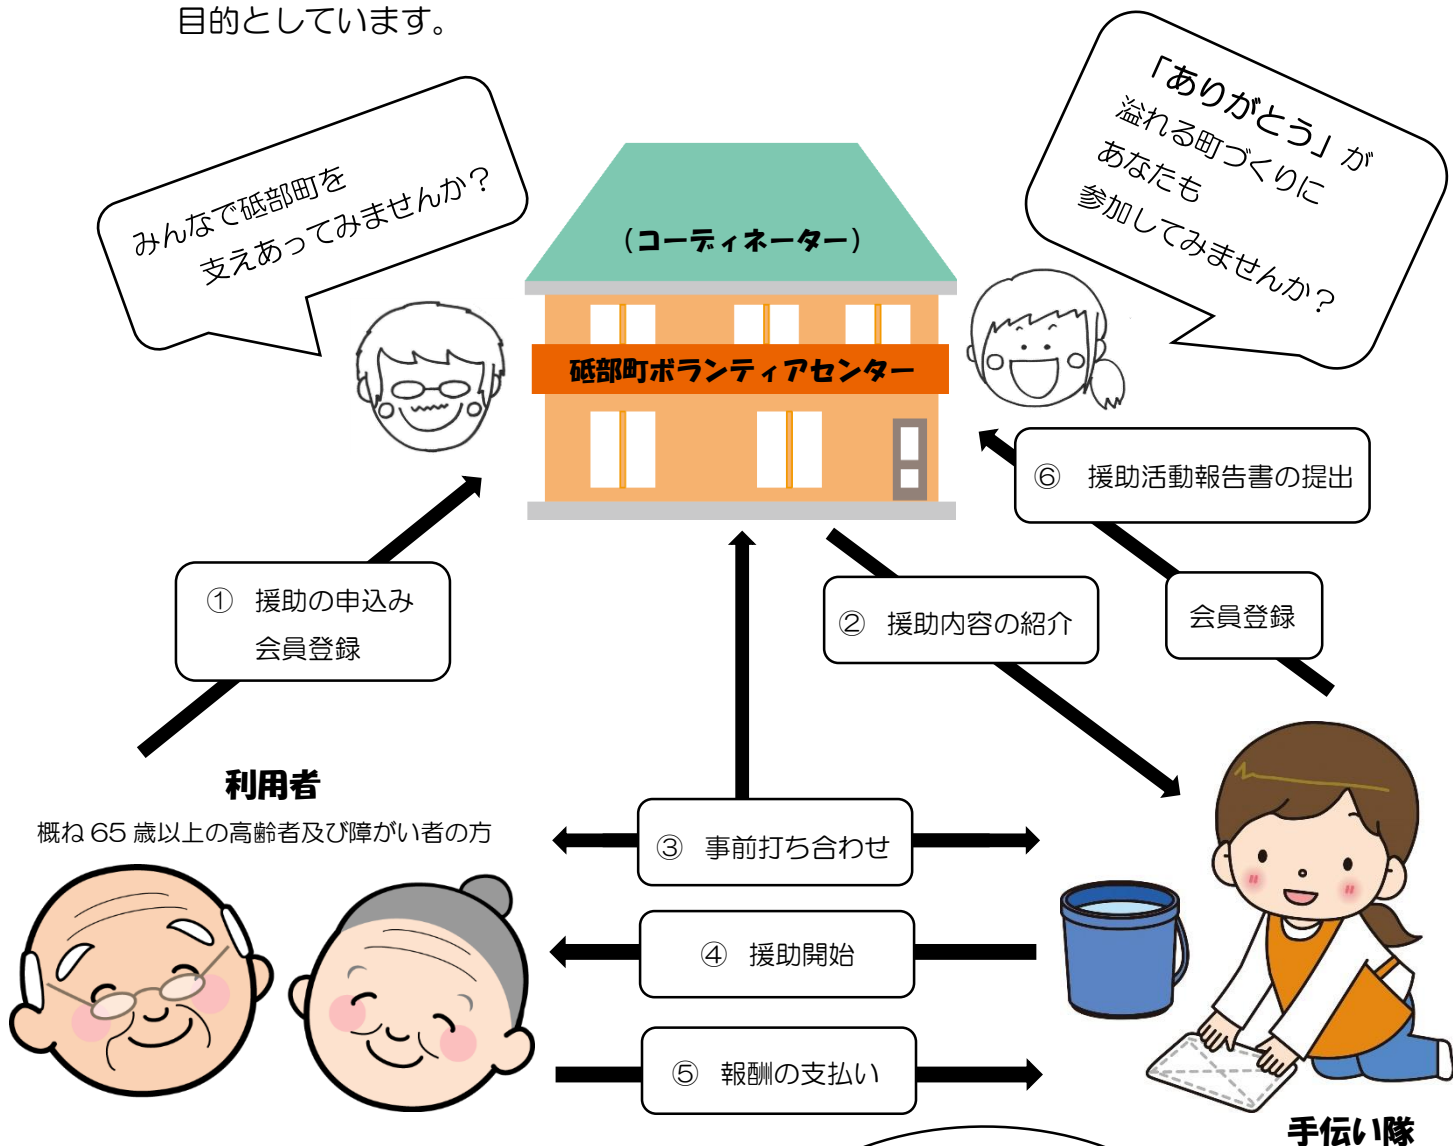 目的としています。
みんなで砥部町を
支えあってみませんか？
「ありがとう」が
溢れる町づくりに
あなたも
参加してみませんか？
（コーディネーター）
砥部町ボランティアセンター
⑥　援助活動報告書の提出
①　援助の申込み
会員登録
②　援助内容の紹介
会員登録
利用者
概ね 65 歳以上の高齢者及び障がい者の方
③　事前打ち合わせ
④　援助開始
⑤　報酬の支払い
手伝い隊